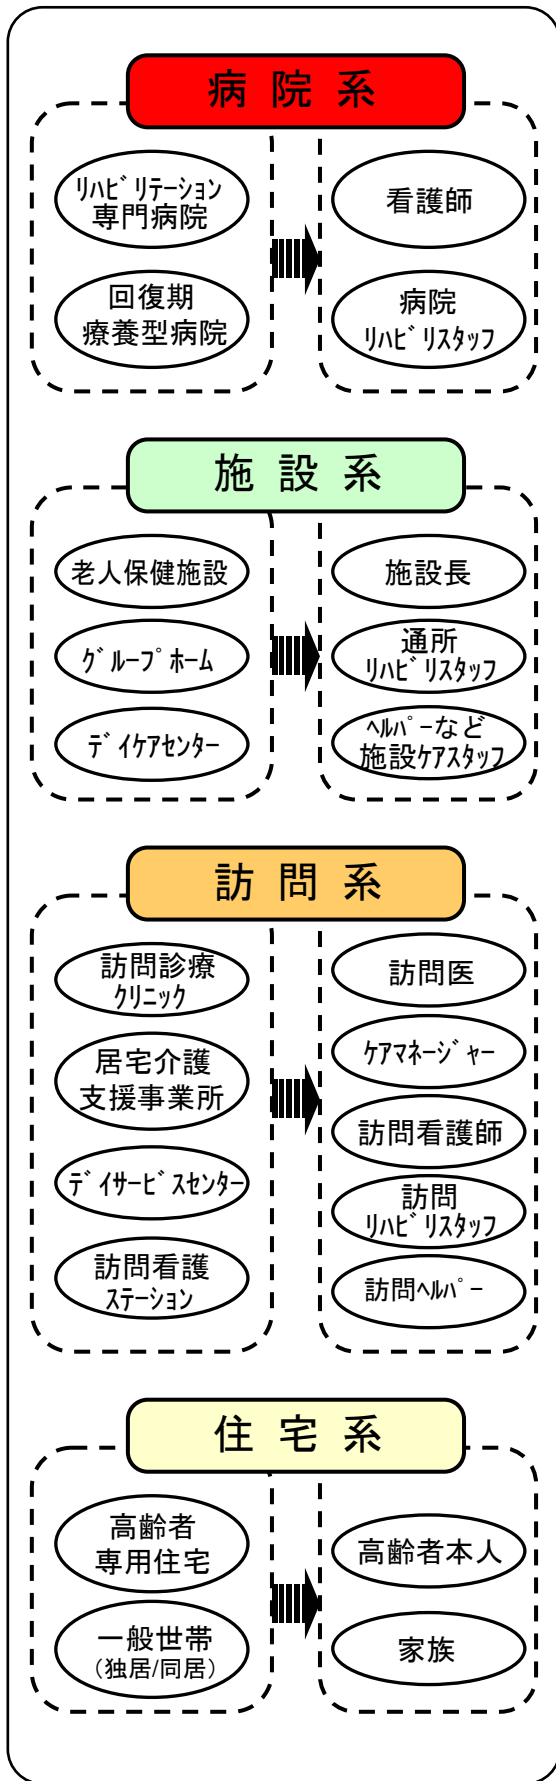 病院系
ﾘﾊﾋﾞﾘﾃｰｼｮﾝ
専門病院
回復期
療養型病院
看護師
病院
ﾘﾊﾋﾞﾘｽﾀｯﾌ
施設系
老人保健施設
ｸﾞﾙｰﾌﾟﾎｰﾑ
ﾃﾞｲｹｱｾﾝﾀｰ
施設長
通所
ﾘﾊﾋﾞﾘｽﾀｯﾌ
ﾍﾙﾊﾟｰなど
施設ｹｱｽﾀｯﾌ
訪問系
訪問診療
ｸﾘﾆｯｸ
居宅介護
支援事業所
ﾃﾞｲｻｰﾋﾞｽｾﾝﾀｰ
訪問看護
ｽﾃｰｼｮﾝ
訪問医
ｹｱﾏﾈｰｼﾞｬｰ
訪問看護師
訪問
ﾘﾊﾋﾞﾘｽﾀｯﾌ
訪問ﾍﾙﾊﾟｰ
住宅系
高齢者
専用住宅
一般世帯
（独居/同居）
高齢者本人
家族